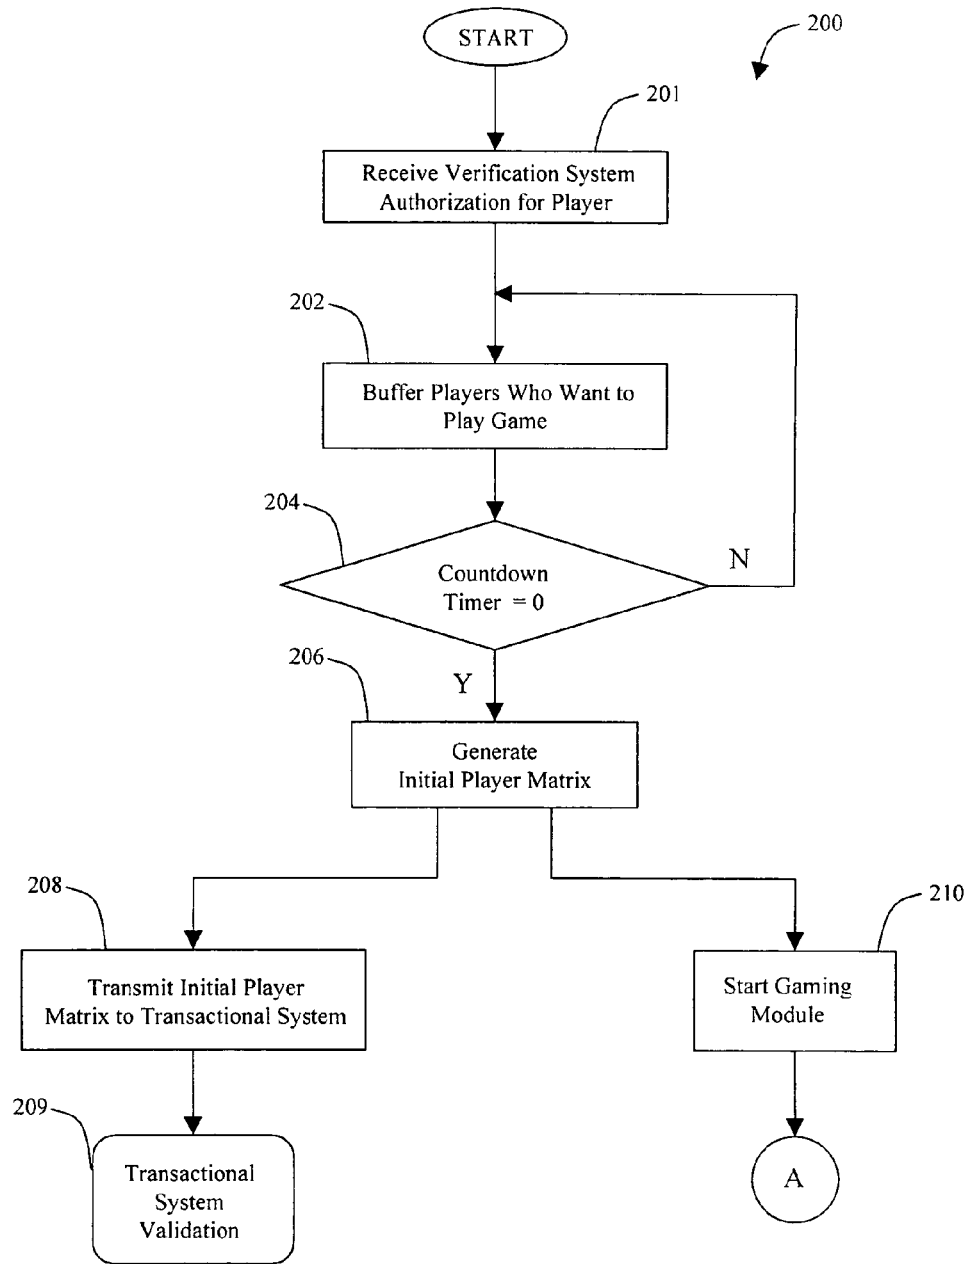 START
200
201
Receive Verification System
Authorization for Player
202
Buffer Players Who Want to
Play Game
204
Countdown
Timer = 0
N
206
Y
Generate
Initial Player Matrix
208
210
Transmit Initial Player
Matrix to Transactional System
Start Gaming
Module
209
Transactional
System
Validation
A